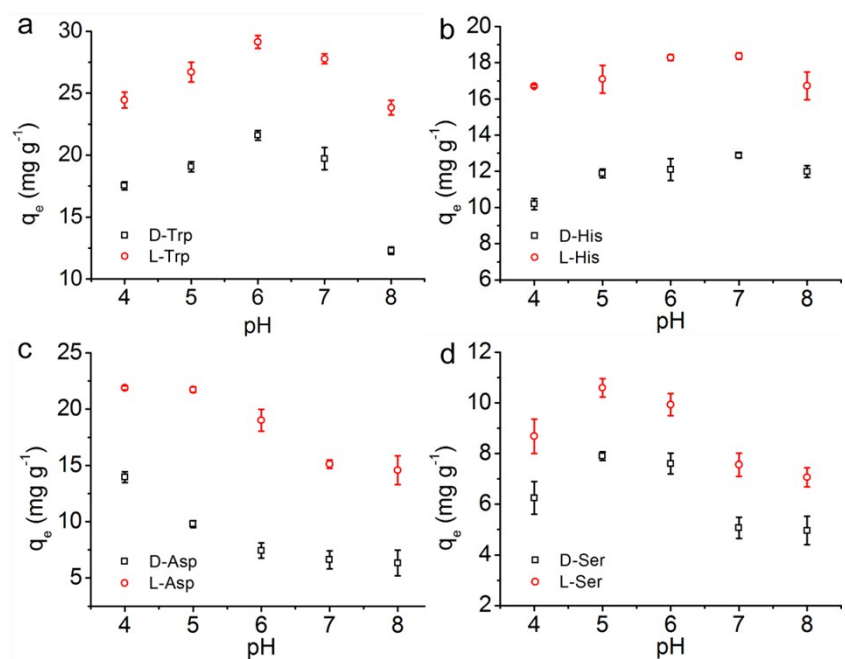 a
30
25
20
15
10
qe (mg g⁻¹)
D-Trp
L-Trp
4 5 6 7 8
pH
b
20
18
16
14
12
10
8
6
qe (mg g⁻¹)
D-His
L-His
4 5 6 7 8
pH
c
25
20
15
10
5
qe (mg g⁻¹)
D-Asp
L-Asp
4 5 6 7 8
pH
d
12
10
8
6
4
2
qe (mg g⁻¹)
D-Ser
L-Ser
4 5 6 7 8
pH